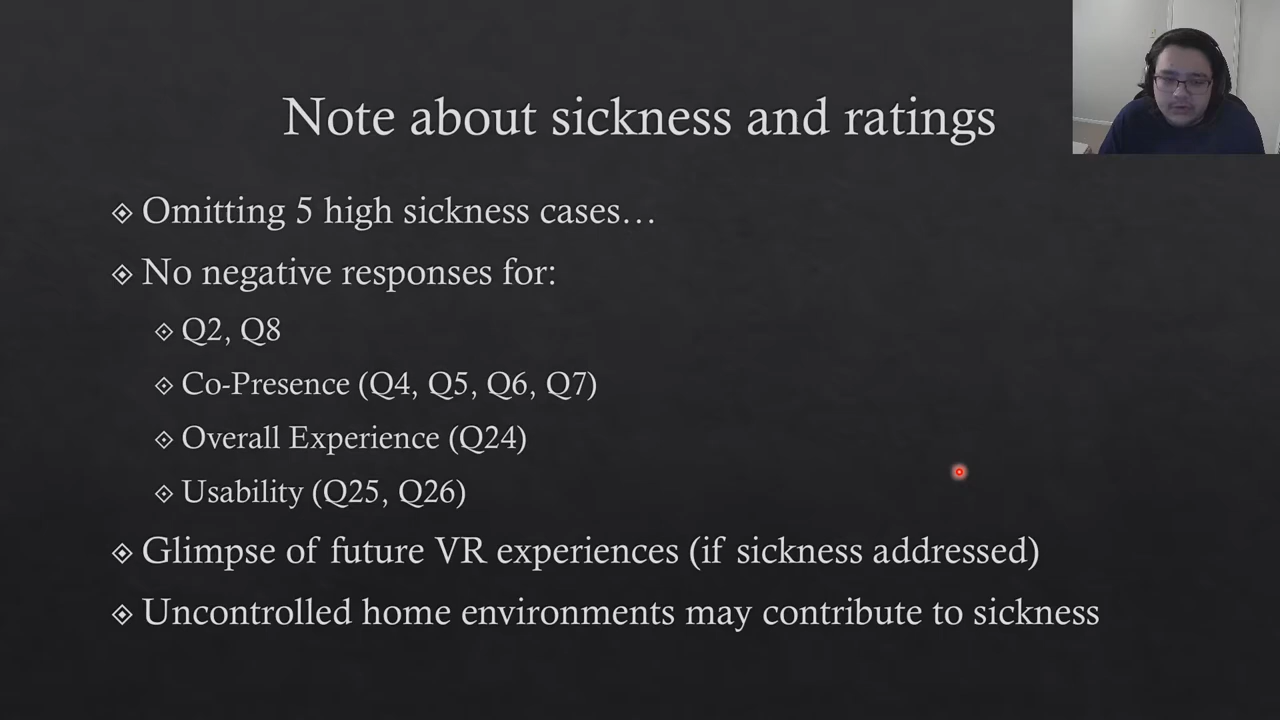 Note about sickness and ratings
Omitting 5 high sickness cases…
No negative responses for:
Q2, Q8
Co-Presence (Q4, Q5, Q6, Q7)
Overall Experience (Q24)
Usability (Q25, Q26)
Glimpse of future VR experiences (if sickness addressed)
Uncontrolled home environments may contribute to sickness